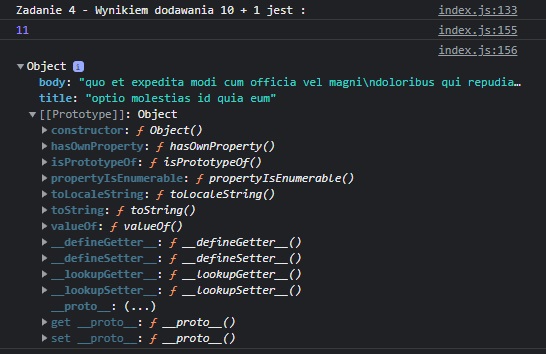 Zadanie 4 - Wynikiem dodawania 10 + 1 jest : index.js:133
11 index.js:155
index.js:156
▼Object i
body: "quo et expedita modi cum officia vel magni\ndoloribus qui repudia…
title: "optio molestias id quia eum"
▼[[Prototype]]: Object
▶constructor: ƒ Object()
▶hasOwnProperty: ƒ hasOwnProperty()
▶isPrototypeOf: ƒ isPrototypeOf()
▶propertyIsEnumerable: ƒ propertyIsEnumerable()
▶toLocaleString: ƒ toLocaleString()
▶toString: ƒ toString()
▶valueOf: ƒ valueOf()
▶__defineGetter__: ƒ __defineGetter__()
▶__defineSetter__: ƒ __defineSetter__()
▶__lookupGetter__: ƒ __lookupGetter__()
▶__lookupSetter__: ƒ __lookupSetter__()
__proto__: (...)
▶get __proto__: ƒ __proto__()
▶set __proto__: ƒ __proto__()